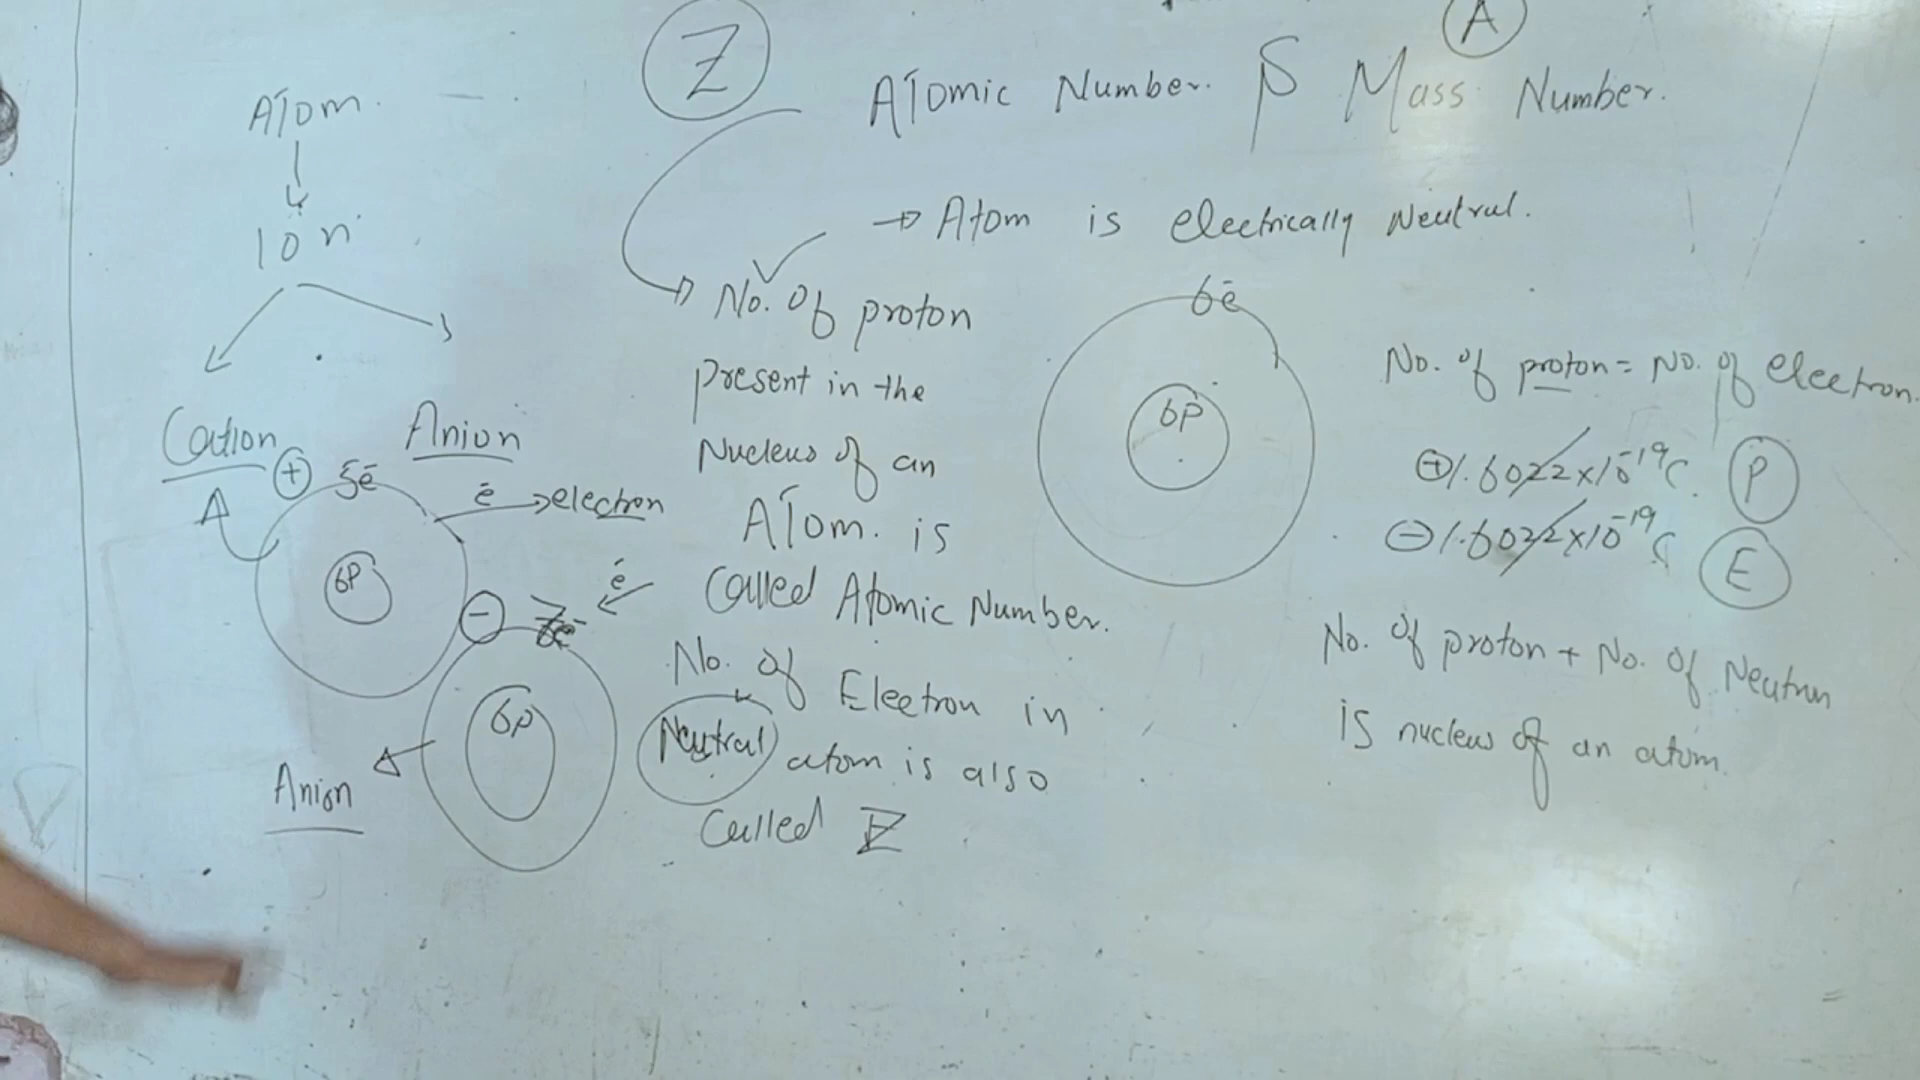 Z
A
Atomic Number. & Mass Number.
Atom
Ion
Cation
Anion
+
5e⁻
6P
e⁻ → electron
-
7e⁻
e⁻
6P
Anion
→ Atom is electrically Neutral.
No. of proton
present in the
Nucleus of an
ATom. is
Called Atomic Number.
No. of Electron in
Neutral atom is also
Called Z
6e⁻
6P
No. of proton = No. of electron.
+1.6022×10⁻¹⁹C. P
-1.6022×10⁻¹⁹C E
No. of proton + No. of Neutron
is nucleus of an atom.